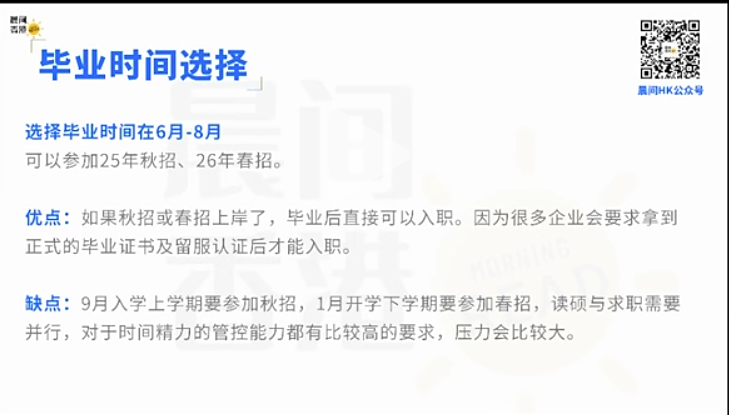 晨间
香港
毕业时间选择
晨间HK公众号
选择毕业时间在6月-8月
可以参加25年秋招、26年春招。
优点：如果秋招或春招上岸了，毕业后直接可以入职。因为很多企业会要求拿到
正式的毕业证书及留服认证后才能入职。
缺点：9月入学上学期要参加秋招，1月开学下学期要参加春招，读硕与求职需要
并行，对于时间精力的管控能力都有比较高的要求，压力会比较大。
晨间
香港
MORNING
HEAD